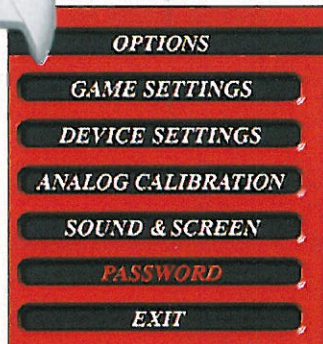 OPTIONS
GAME SETTINGS
DEVICE SETTINGS
ANALOG CALIBRATION
SOUND & SCREEN
PASSWORD
EXIT